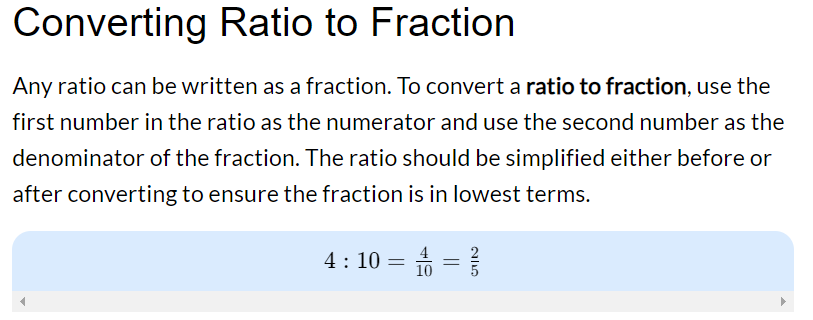 Converting Ratio to Fraction
Any ratio can be written as a fraction. To convert a ratio to fraction, use the
first number in the ratio as the numerator and use the second number as the
denominator of the fraction. The ratio should be simplified either before or
after converting to ensure the fraction is in lowest terms.
4 : 10 = 4/10 = 2/5